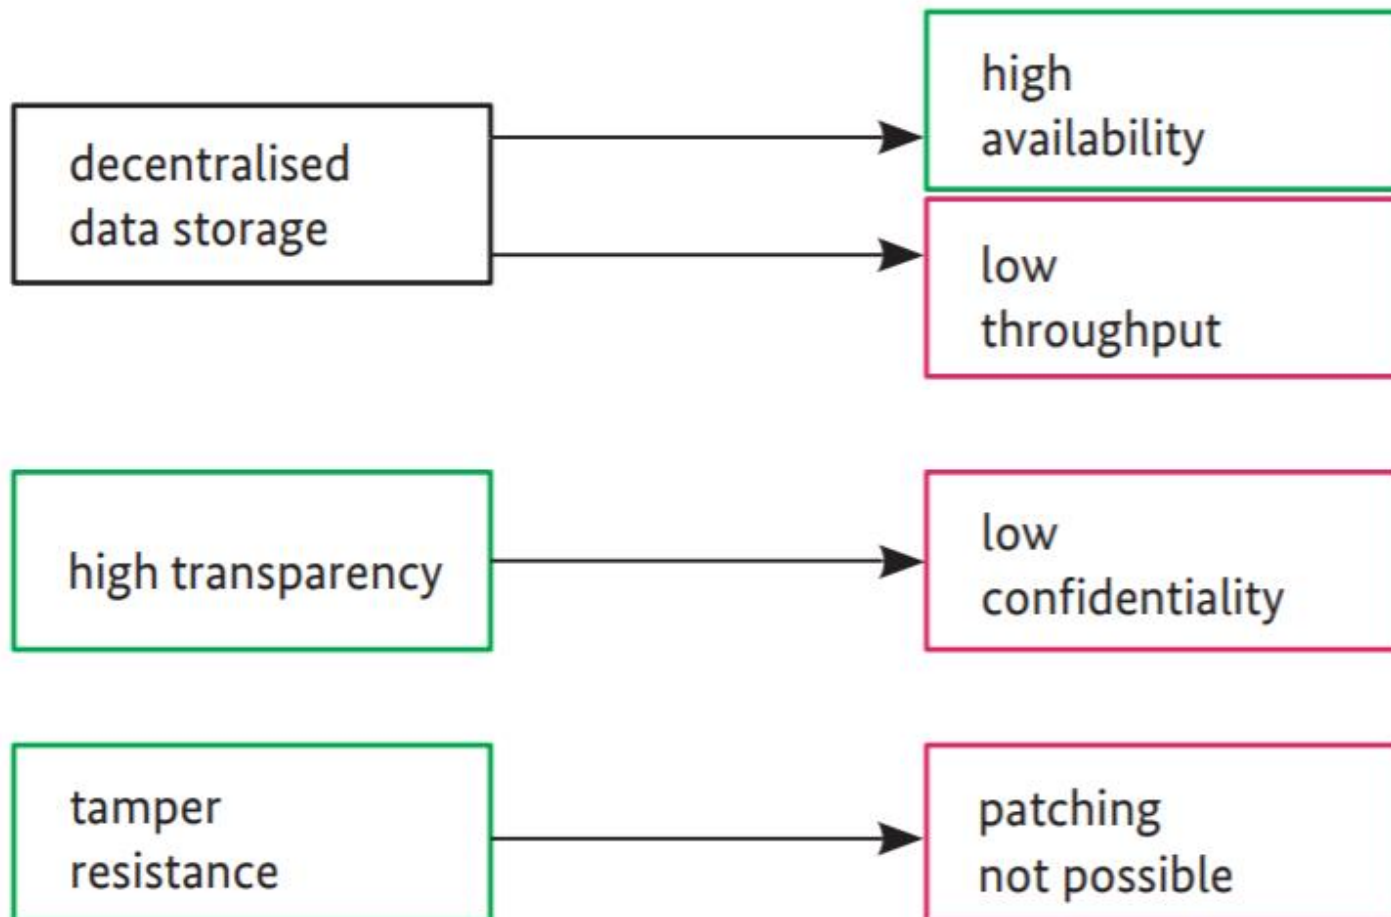 decentralised
data storage
high
availability
low
throughput
high transparency
low
confidentiality
tamper
resistance
patching
not possible